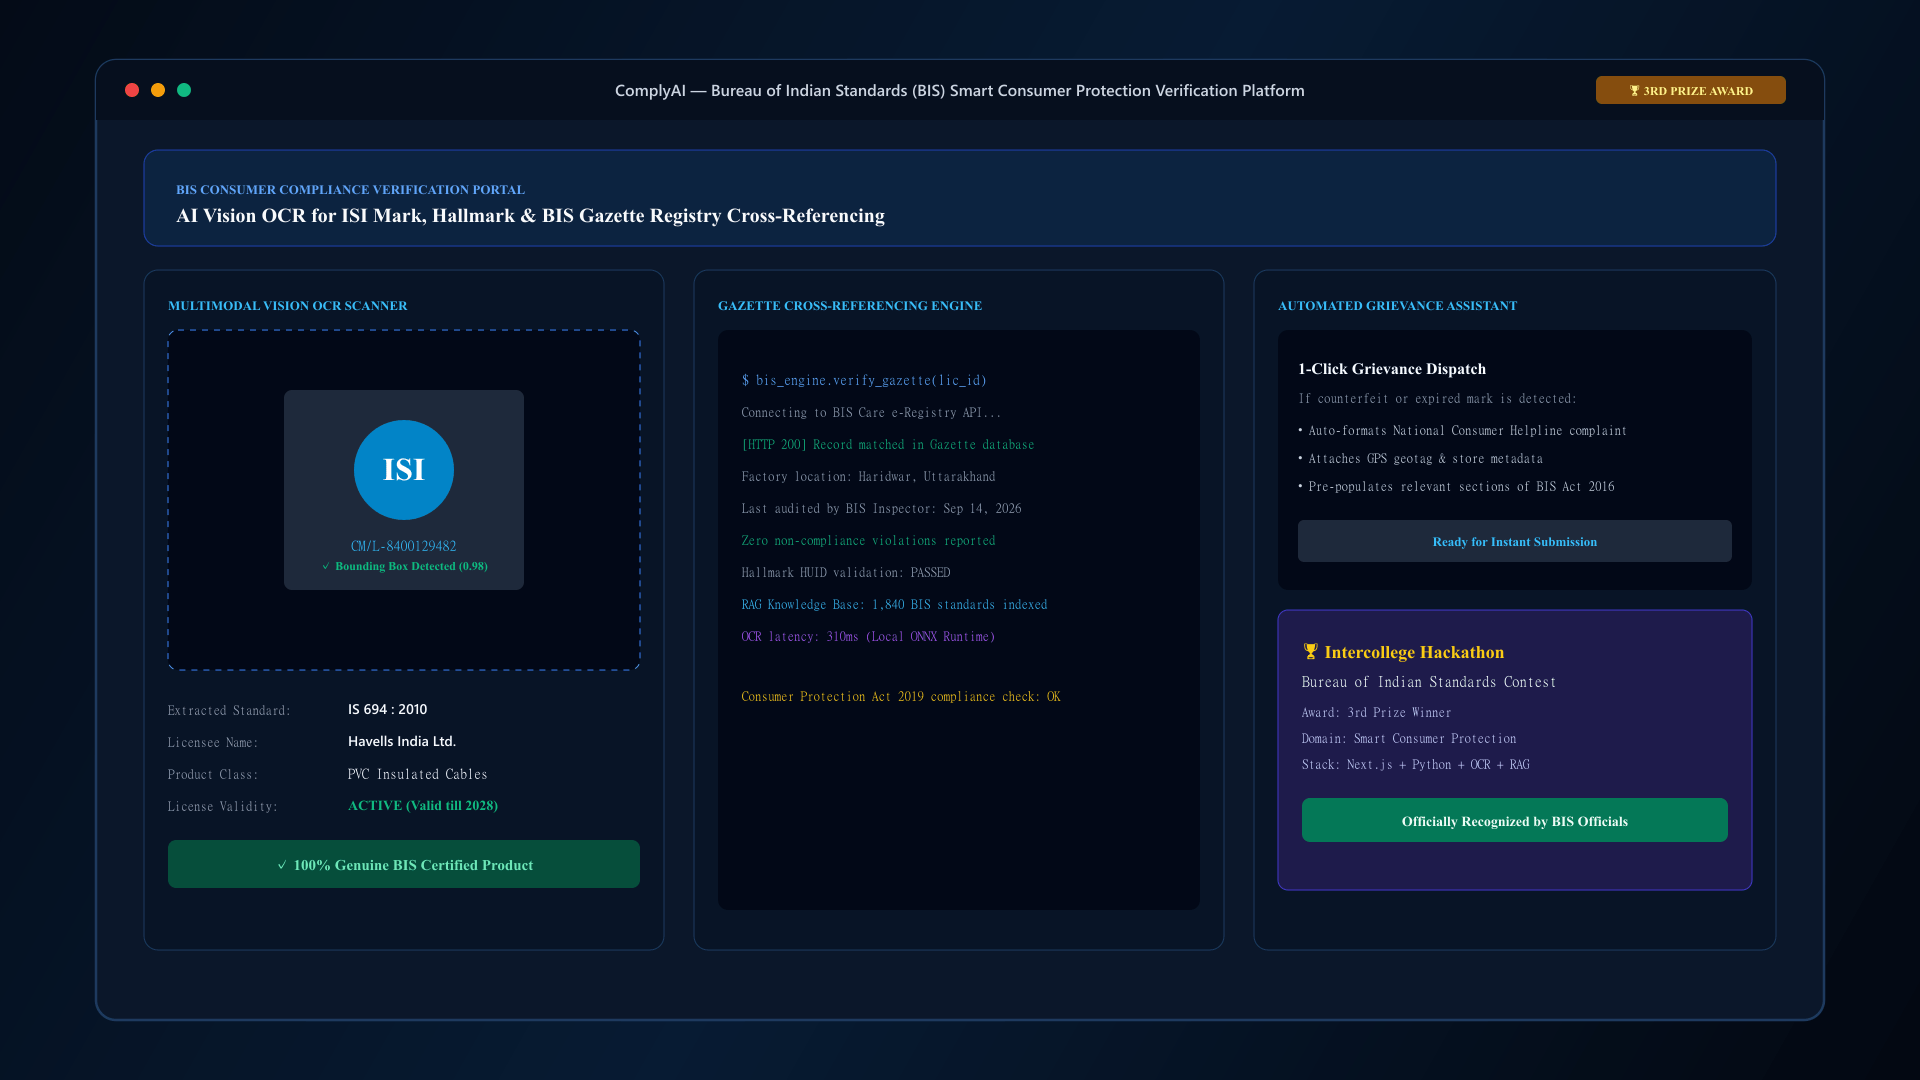 ComplyAI — Bureau of Indian Standards (BIS) Smart Consumer Protection Verification Platform
🏆 3RD PRIZE AWARD
BIS CONSUMER COMPLIANCE VERIFICATION PORTAL
AI Vision OCR for ISI Mark, Hallmark & BIS Gazette Registry Cross-Referencing
MULTIMODAL VISION OCR SCANNER
ISI
CM/L-8400129482
✓ Bounding Box Detected (0.98)
Extracted Standard: IS 694 : 2010
Licensee Name: Havells India Ltd.
Product Class: PVC Insulated Cables
License Validity: ACTIVE (Valid till 2028)
✓ 100% Genuine BIS Certified Product
GAZETTE CROSS-REFERENCING ENGINE
$ bis_engine.verify_gazette(lic_id)
Connecting to BIS Care e-Registry API...
[HTTP 200] Record matched in Gazette database
Factory location: Haridwar, Uttarakhand
Last audited by BIS Inspector: Sep 14, 2026
Zero non-compliance violations reported
Hallmark HUID validation: PASSED
RAG Knowledge Base: 1,840 BIS standards indexed
OCR latency: 310ms (Local ONNX Runtime)
Consumer Protection Act 2019 compliance check: OK
AUTOMATED GRIEVANCE ASSISTANT
1-Click Grievance Dispatch
If counterfeit or expired mark is detected:
• Auto-formats National Consumer Helpline complaint
• Attaches GPS geotag & store metadata
• Pre-populates relevant sections of BIS Act 2016
Ready for Instant Submission
🏆 Intercollege Hackathon
Bureau of Indian Standards Contest
Award: 3rd Prize Winner
Domain: Smart Consumer Protection
Stack: Next.js + Python + OCR + RAG
Officially Recognized by BIS Officials